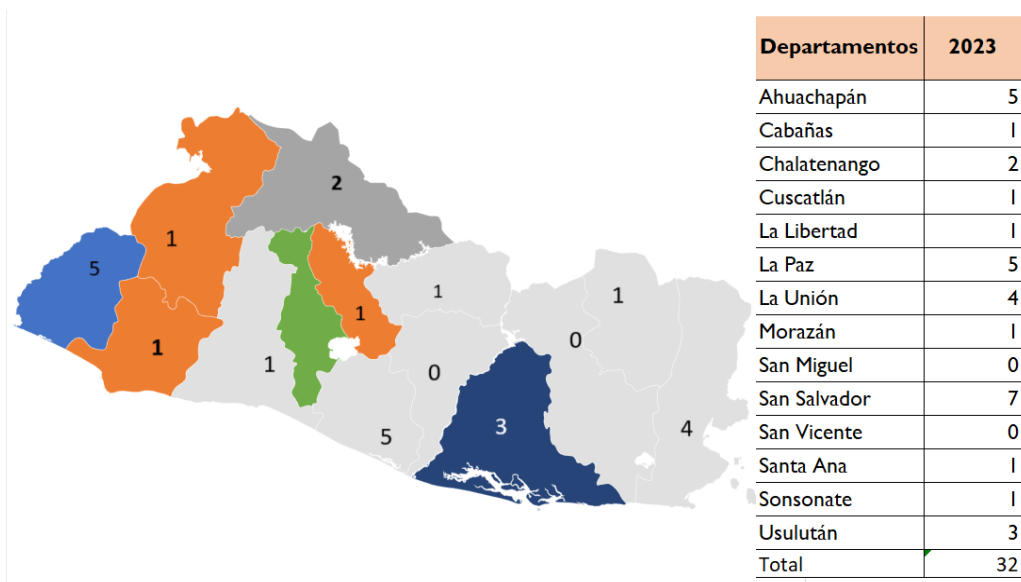 2
1
5
1
1
1
1
0
1
0
5
3
4
Departamentos 2023
Ahuachapán 5
Cabañas 1
Chalatenango 2
Cuscatlán 1
La Libertad 1
La Paz 5
La Unión 4
Morazán 1
San Miguel 0
San Salvador 7
San Vicente 0
Santa Ana 1
Sonsonate 1
Usulután 3
Total 32